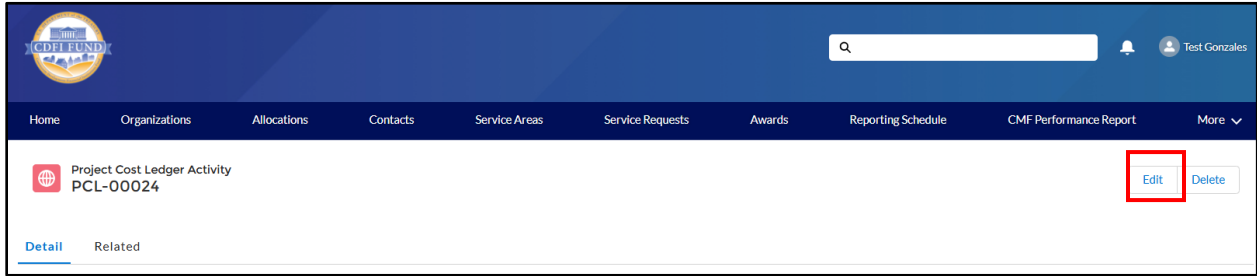 CDFI FUND
Test Gonzales
Home Organizations Allocations Contacts Service Areas Service Requests Awards Reporting Schedule CMF Performance Report More
Project Cost Ledger Activity
PCL-00024
Edit Delete
Detail Related